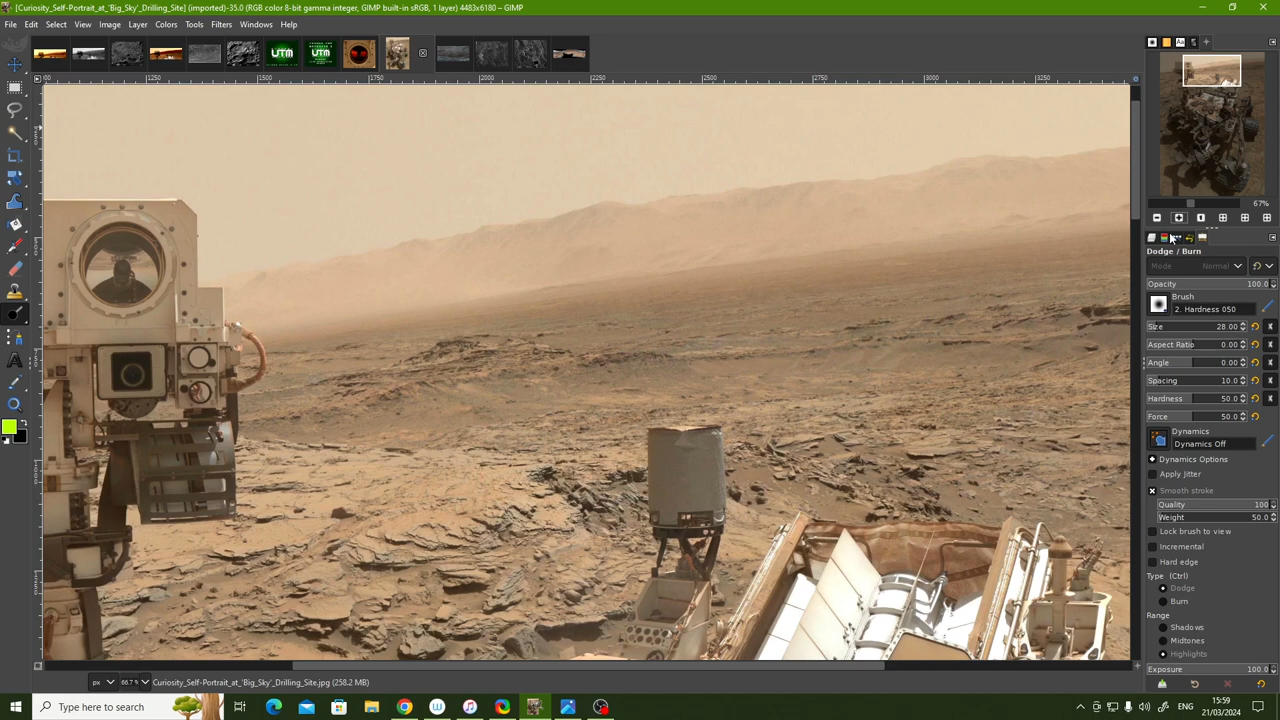 [Curiosity_Self-Portrait_at_'Big_Sky'_Drilling_Site] (imported)-35.0 (RGB color 8-bit gamma integer, GIMP built-in sRGB, 1 layer) 4483x6180 – GIMP
File Edit Select View Image Layer Colors Tools Filters Windows Help
UTM UTM
1250 1500 1750 2000 2250 2500 2750 3000 3250
67%
Dodge / Burn
Mode Normal
Opacity 100.0
Brush
2. Hardness 050
Size 28.00
Aspect Ratio 0.00
Angle 0.00
Spacing 10.0
Hardness 50.0
Force 50.0
Dynamics
Dynamics Off
Dynamics Options
Apply Jitter
Smooth stroke
Quality 100
Weight 50.0
Lock brush to view
Incremental
Hard edge
Type (Ctrl)
Dodge
Burn
Range
Shadows
Midtones
Highlights
Exposure 100.0
px 66.7 % Curiosity_Self-Portrait_at_'Big_Sky'_Drilling_Site.jpg (258.2 MB)
Type here to search
ENG
15:59
21/03/2024